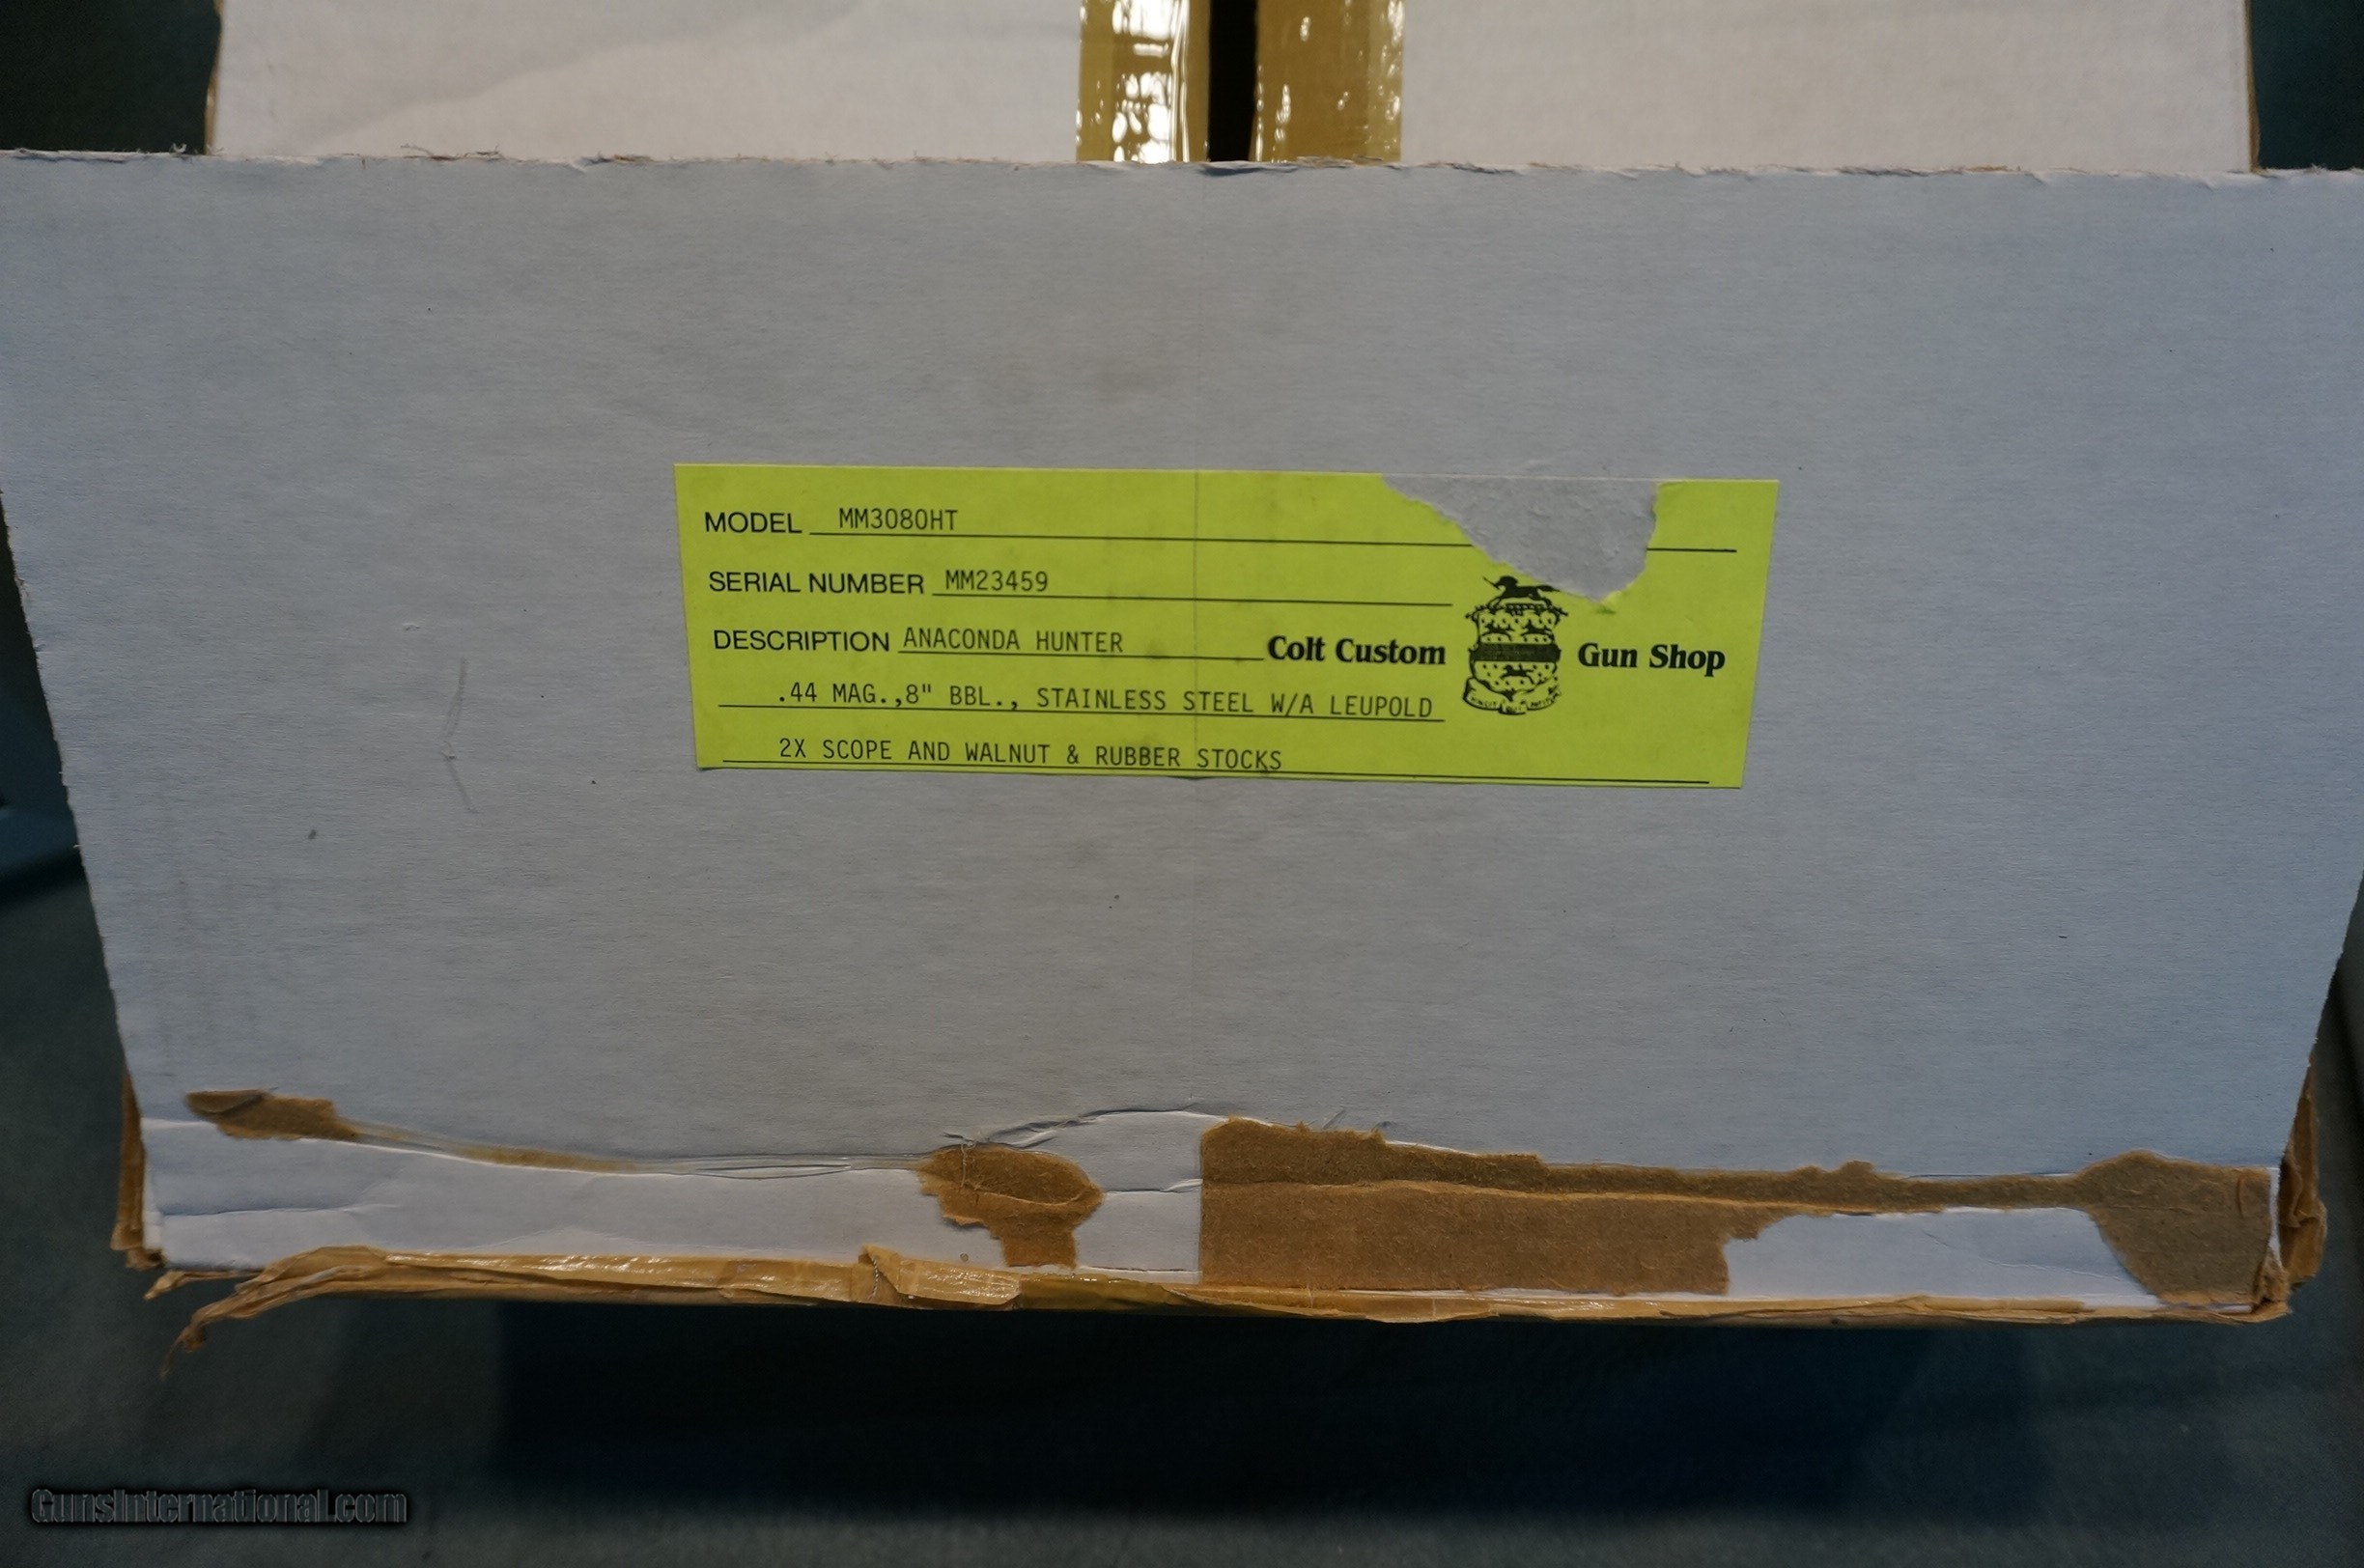 MODEL MM3080HT
SERIAL NUMBER MM23459
DESCRIPTION ANACONDA HUNTER
Colt Custom Gun Shop
.44 MAG.,8" BBL., STAINLESS STEEL W/A LEUPOLD
2X SCOPE AND WALNUT & RUBBER STOCKS
GunsInternational.com